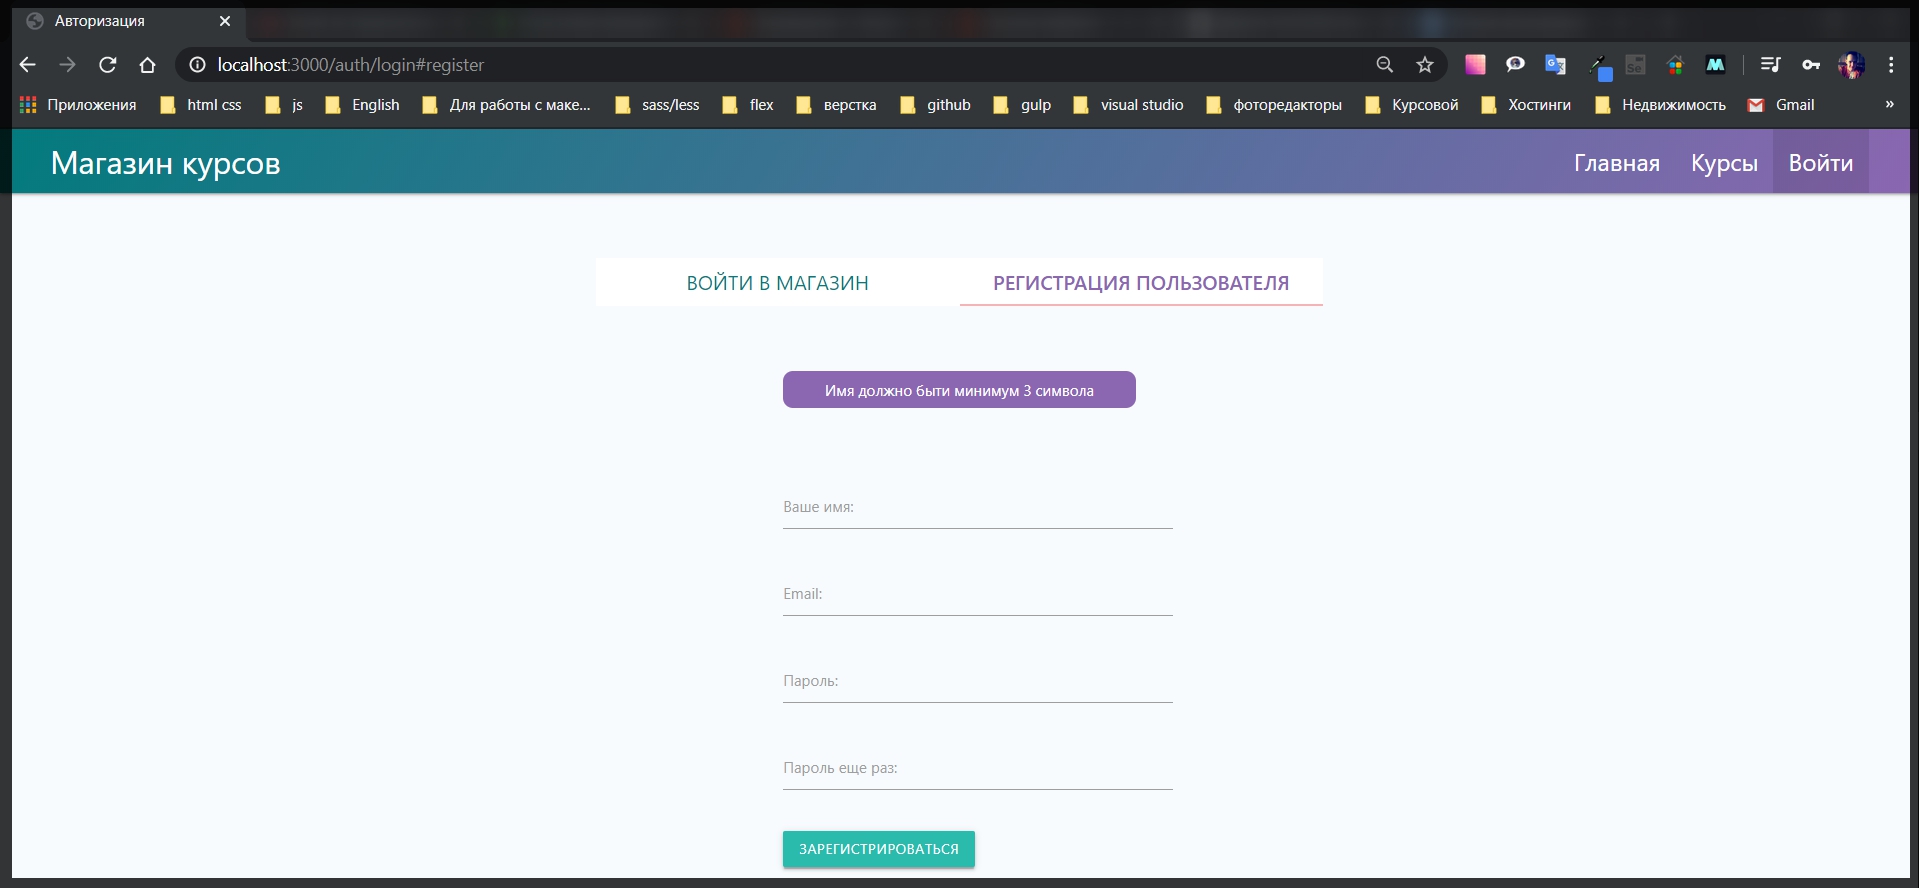 Авторизация
localhost:3000/auth/login#register
Приложения html css js English Для работы с маке... sass/less flex верстка github gulp visual studio фоторедакторы Курсовой Хостинги Недвижимость Gmail »
Магазин курсов Главная Курсы Войти
ВОЙТИ В МАГАЗИН РЕГИСТРАЦИЯ ПОЛЬЗОВАТЕЛЯ
Имя должно быти минимум 3 символа
Ваше имя:
Email:
Пароль:
Пароль еще раз:
ЗАРЕГИСТРИРОВАТЬСЯ